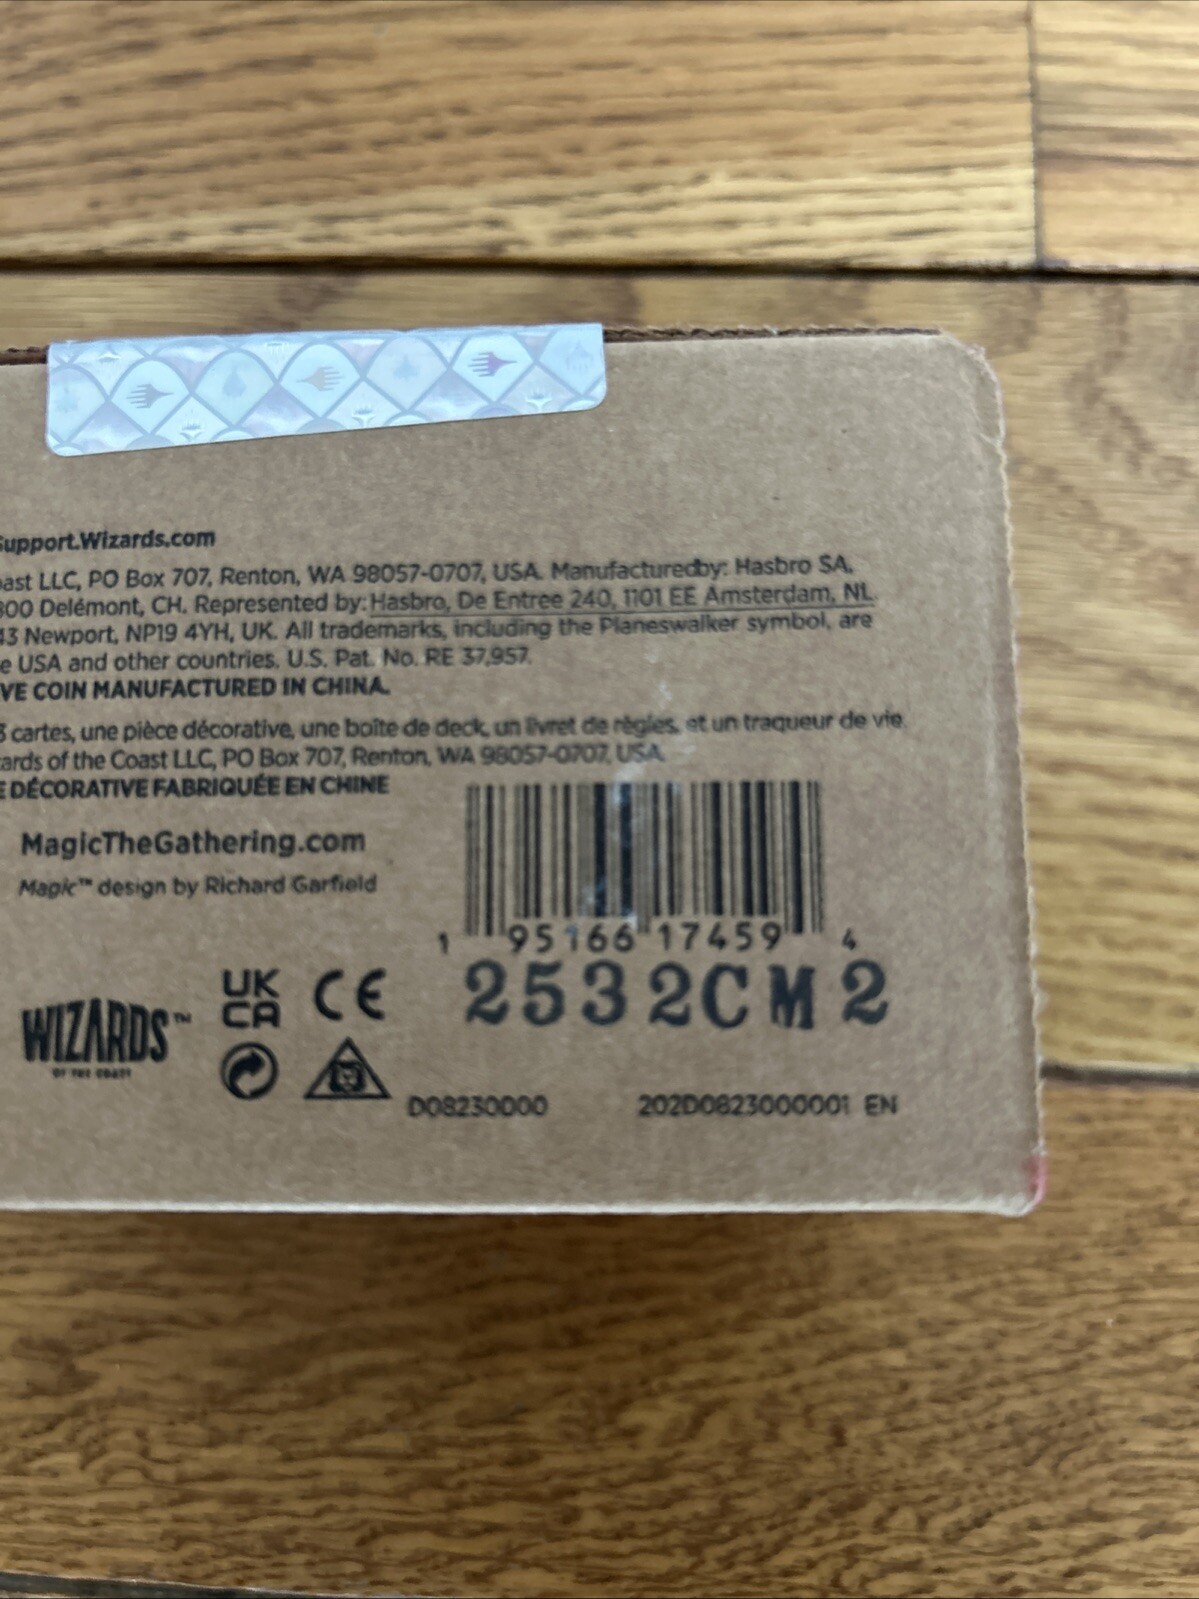 Support.Wizards.com
ast LLC, PO Box 707, Renton, WA 98057-0707, USA. Manufacturedby: Hasbro SA,
800 Delémont, CH. Represented by: Hasbro, De Entree 240, 1101 EE Amsterdam, NL.
43 Newport, NP19 4YH, UK. All trademarks, including the Planeswalker symbol, are
e USA and other countries. U.S. Pat. No. RE 37,957.
VE COIN MANUFACTURED IN CHINA.
3 cartes, une pièce décorative, une boîte de deck, un livret de règles, et un traqueur de vie
ards of the Coast LLC, PO Box 707, Renton, WA 98057-0707, USA.
E DÉCORATIVE FABRIQUÉE EN CHINE
MagicTheGathering.com
Magic™ design by Richard Garfield
1 95166 17459 4
2532CM2
UK
CA
CE
WIZARDS™
OF THE COAST
D08230000 202D0823000001 EN